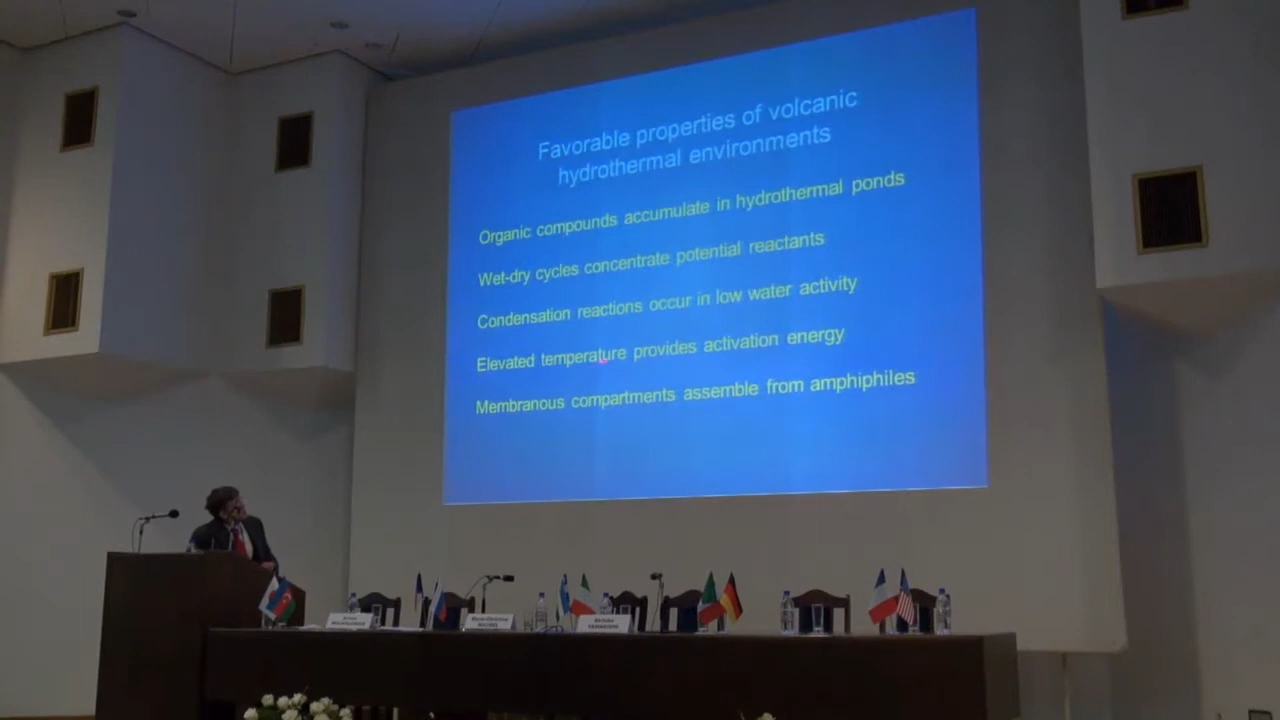 Favorable properties of volcanic
hydrothermal environments
Organic compounds accumulate in hydrothermal ponds
Wet-dry cycles concentrate potential reactants
Condensation reactions occur in low water activity
Elevated temperature provides activation energy
Membranous compartments assemble from amphiphiles